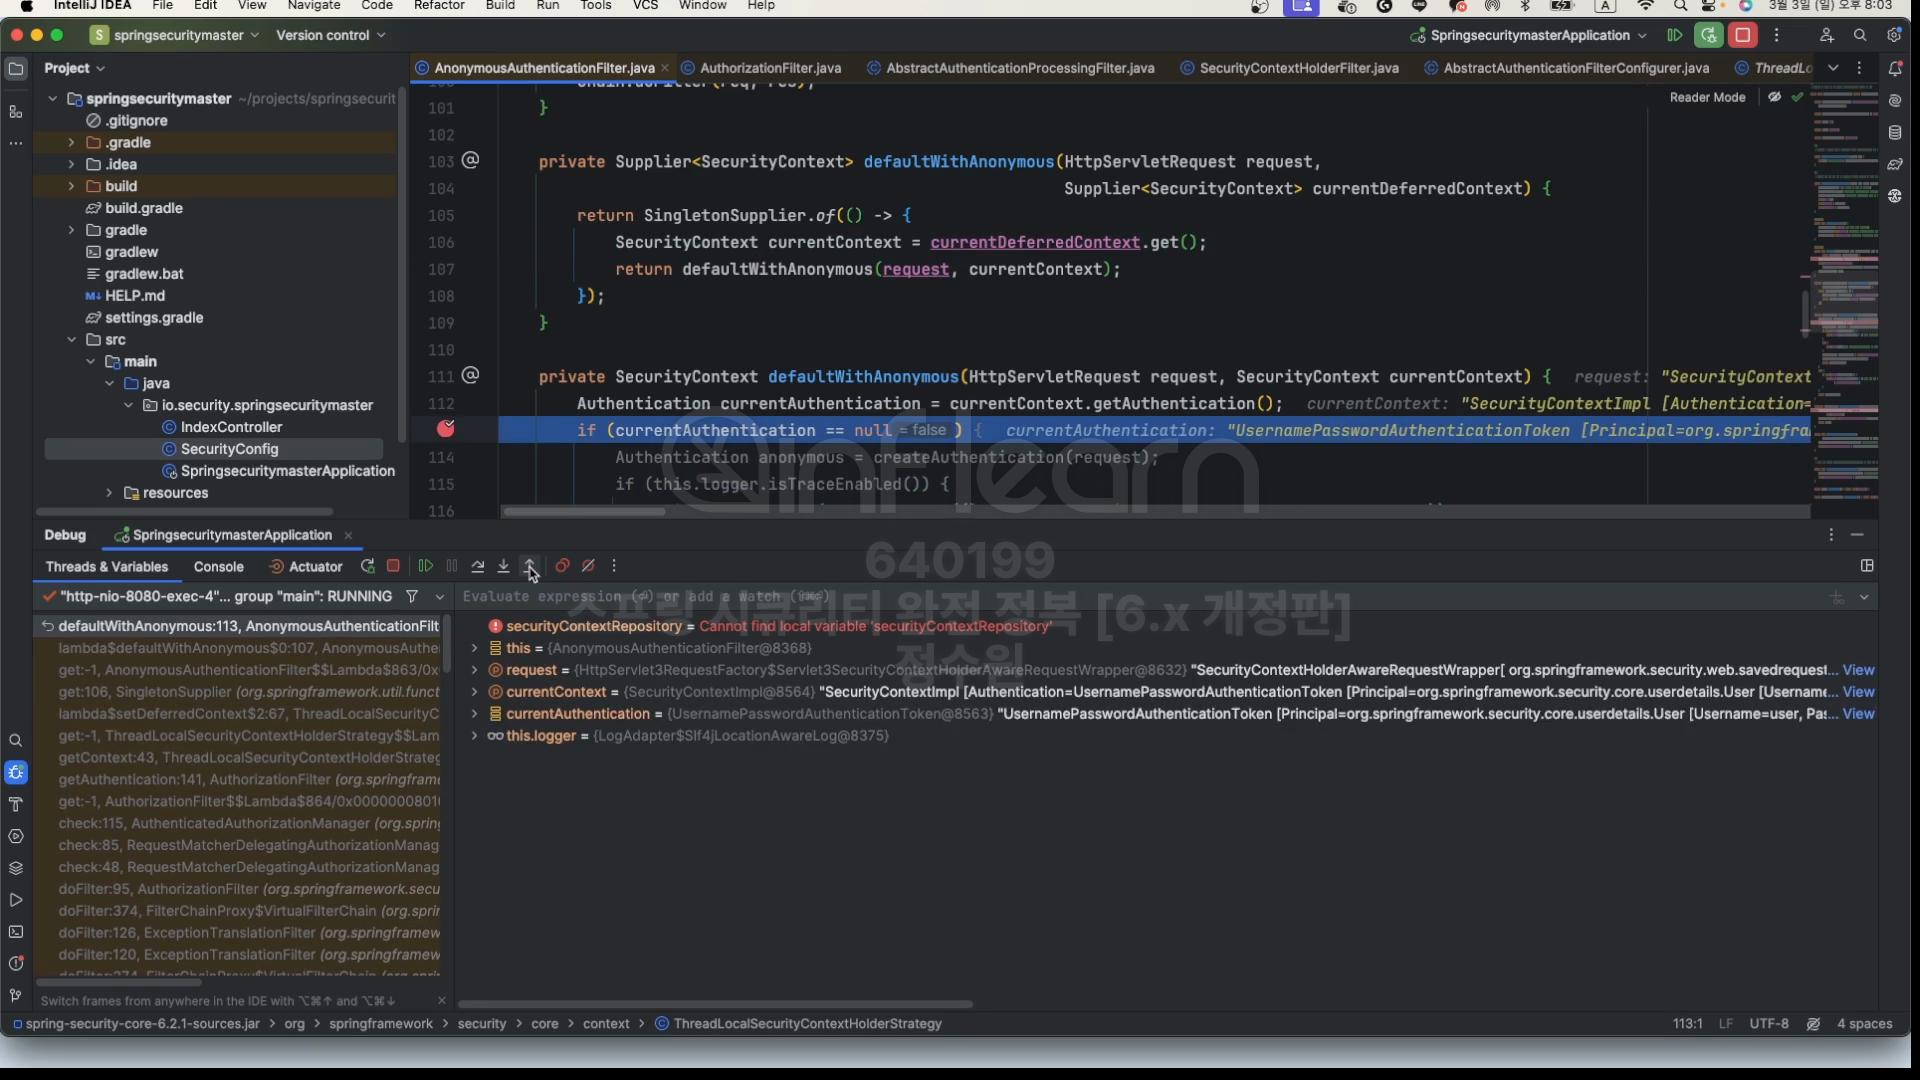 IntelliJ IDEA File Edit View Navigate Code Refactor Build Run Tools VCS Window Help 3월 3일 (일) 오후 8:03
S springsecuritymaster Version control SpringsecuritymasterApplication
Project
AnonymousAuthenticationFilter.java AuthorizationFilter.java AbstractAuthenticationProcessingFilter.java SecurityContextHolderFilter.java AbstractAuthenticationFilterConfigurer.java ThreadLo
Reader Mode
springsecuritymaster ~/projects/springsecurit
.gitignore
.gradle
.idea
build
build.gradle
gradle
gradlew
gradlew.bat
HELP.md
settings.gradle
src
main
java
io.security.springsecuritymaster
IndexController
SecurityConfig
SpringsecuritymasterApplication
resources
101 }
102
103 private Supplier<SecurityContext> defaultWithAnonymous(HttpServletRequest request,
104 Supplier<SecurityContext> currentDeferredContext) {
105 return SingletonSupplier.of(() -> {
106 SecurityContext currentContext = currentDeferredContext.get();
107 return defaultWithAnonymous(request, currentContext);
108 });
109 }
110
111 private SecurityContext defaultWithAnonymous(HttpServletRequest request, SecurityContext currentContext) { request: "SecurityContext
112 Authentication currentAuthentication = currentContext.getAuthentication(); currentContext: "SecurityContextImpl [Authentication=
if (currentAuthentication == null = false ) { currentAuthentication: "UsernamePasswordAuthenticationToken [Principal=org.springfra
114 Authentication anonymous = createAuthentication(request);
115 if (this.logger.isTraceEnabled()) {
116
inflearn
640199
스프링 시큐리티 완전 정복 [6.x 개정판]
정수원
Debug SpringsecuritymasterApplication
Threads & Variables Console Actuator
"http-nio-8080-exec-4"... group "main": RUNNING
Evaluate expression (⏎) or add a watch (⇧⌘⏎)
defaultWithAnonymous:113, AnonymousAuthenticationFilt
lambda$defaultWithAnonymous$0:107, AnonymousAuthe
get:-1, AnonymousAuthenticationFilter$$Lambda$863/0x
get:106, SingletonSupplier (org.springframework.util.funct
lambda$setDeferredContext$2:67, ThreadLocalSecurityC
get:-1, ThreadLocalSecurityContextHolderStrategy$$Lam
getContext:43, ThreadLocalSecurityContextHolderStrateg
getAuthentication:141, AuthorizationFilter (org.springframe
get:-1, AuthorizationFilter$$Lambda$864/0x0000000801
check:115, AuthenticatedAuthorizationManager (org.spring
check:85, RequestMatcherDelegatingAuthorizationManag
check:48, RequestMatcherDelegatingAuthorizationManag
doFilter:95, AuthorizationFilter (org.springframework.secu
doFilter:374, FilterChainProxy$VirtualFilterChain (org.sprin
doFilter:126, ExceptionTranslationFilter (org.springframew
doFilter:120, ExceptionTranslationFilter (org.springframew
doFilter:374, FilterChainProxy$VirtualFilterChain (org.sprin
securityContextRepository = Cannot find local variable 'securityContextRepository'
this = {AnonymousAuthenticationFilter@8368}
request = {HttpServlet3RequestFactory$Servlet3SecurityContextHolderAwareRequestWrapper@8632} "SecurityContextHolderAwareRequestWrapper[ org.springframework.security.web.savedrequest... View
currentContext = {SecurityContextImpl@8564} "SecurityContextImpl [Authentication=UsernamePasswordAuthenticationToken [Principal=org.springframework.security.core.userdetails.User [Usernam... View
currentAuthentication = {UsernamePasswordAuthenticationToken@8563} "UsernamePasswordAuthenticationToken [Principal=org.springframework.security.core.userdetails.User [Username=user, Pas... View
this.logger = {LogAdapter$Slf4jLocationAwareLog@8375}
Switch frames from anywhere in the IDE with ⌥⌘↑ and ⌥⌘↓
spring-security-core-6.2.1-sources.jar > org > springframework > security > core > context > ThreadLocalSecurityContextHolderStrategy 113:1 LF UTF-8 4 spaces